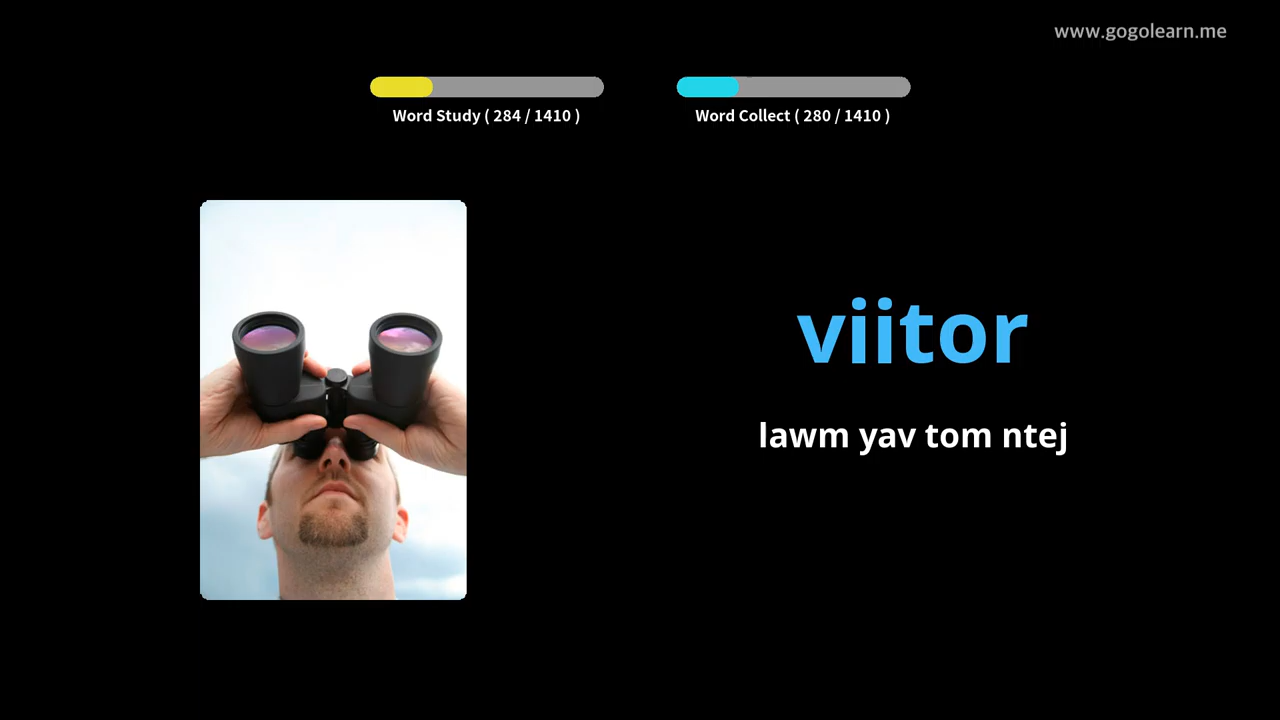 www.gogolearn.me
Word Study ( 284 / 1410 )
Word Collect ( 280 / 1410 )
viitor
lawm yav tom ntej